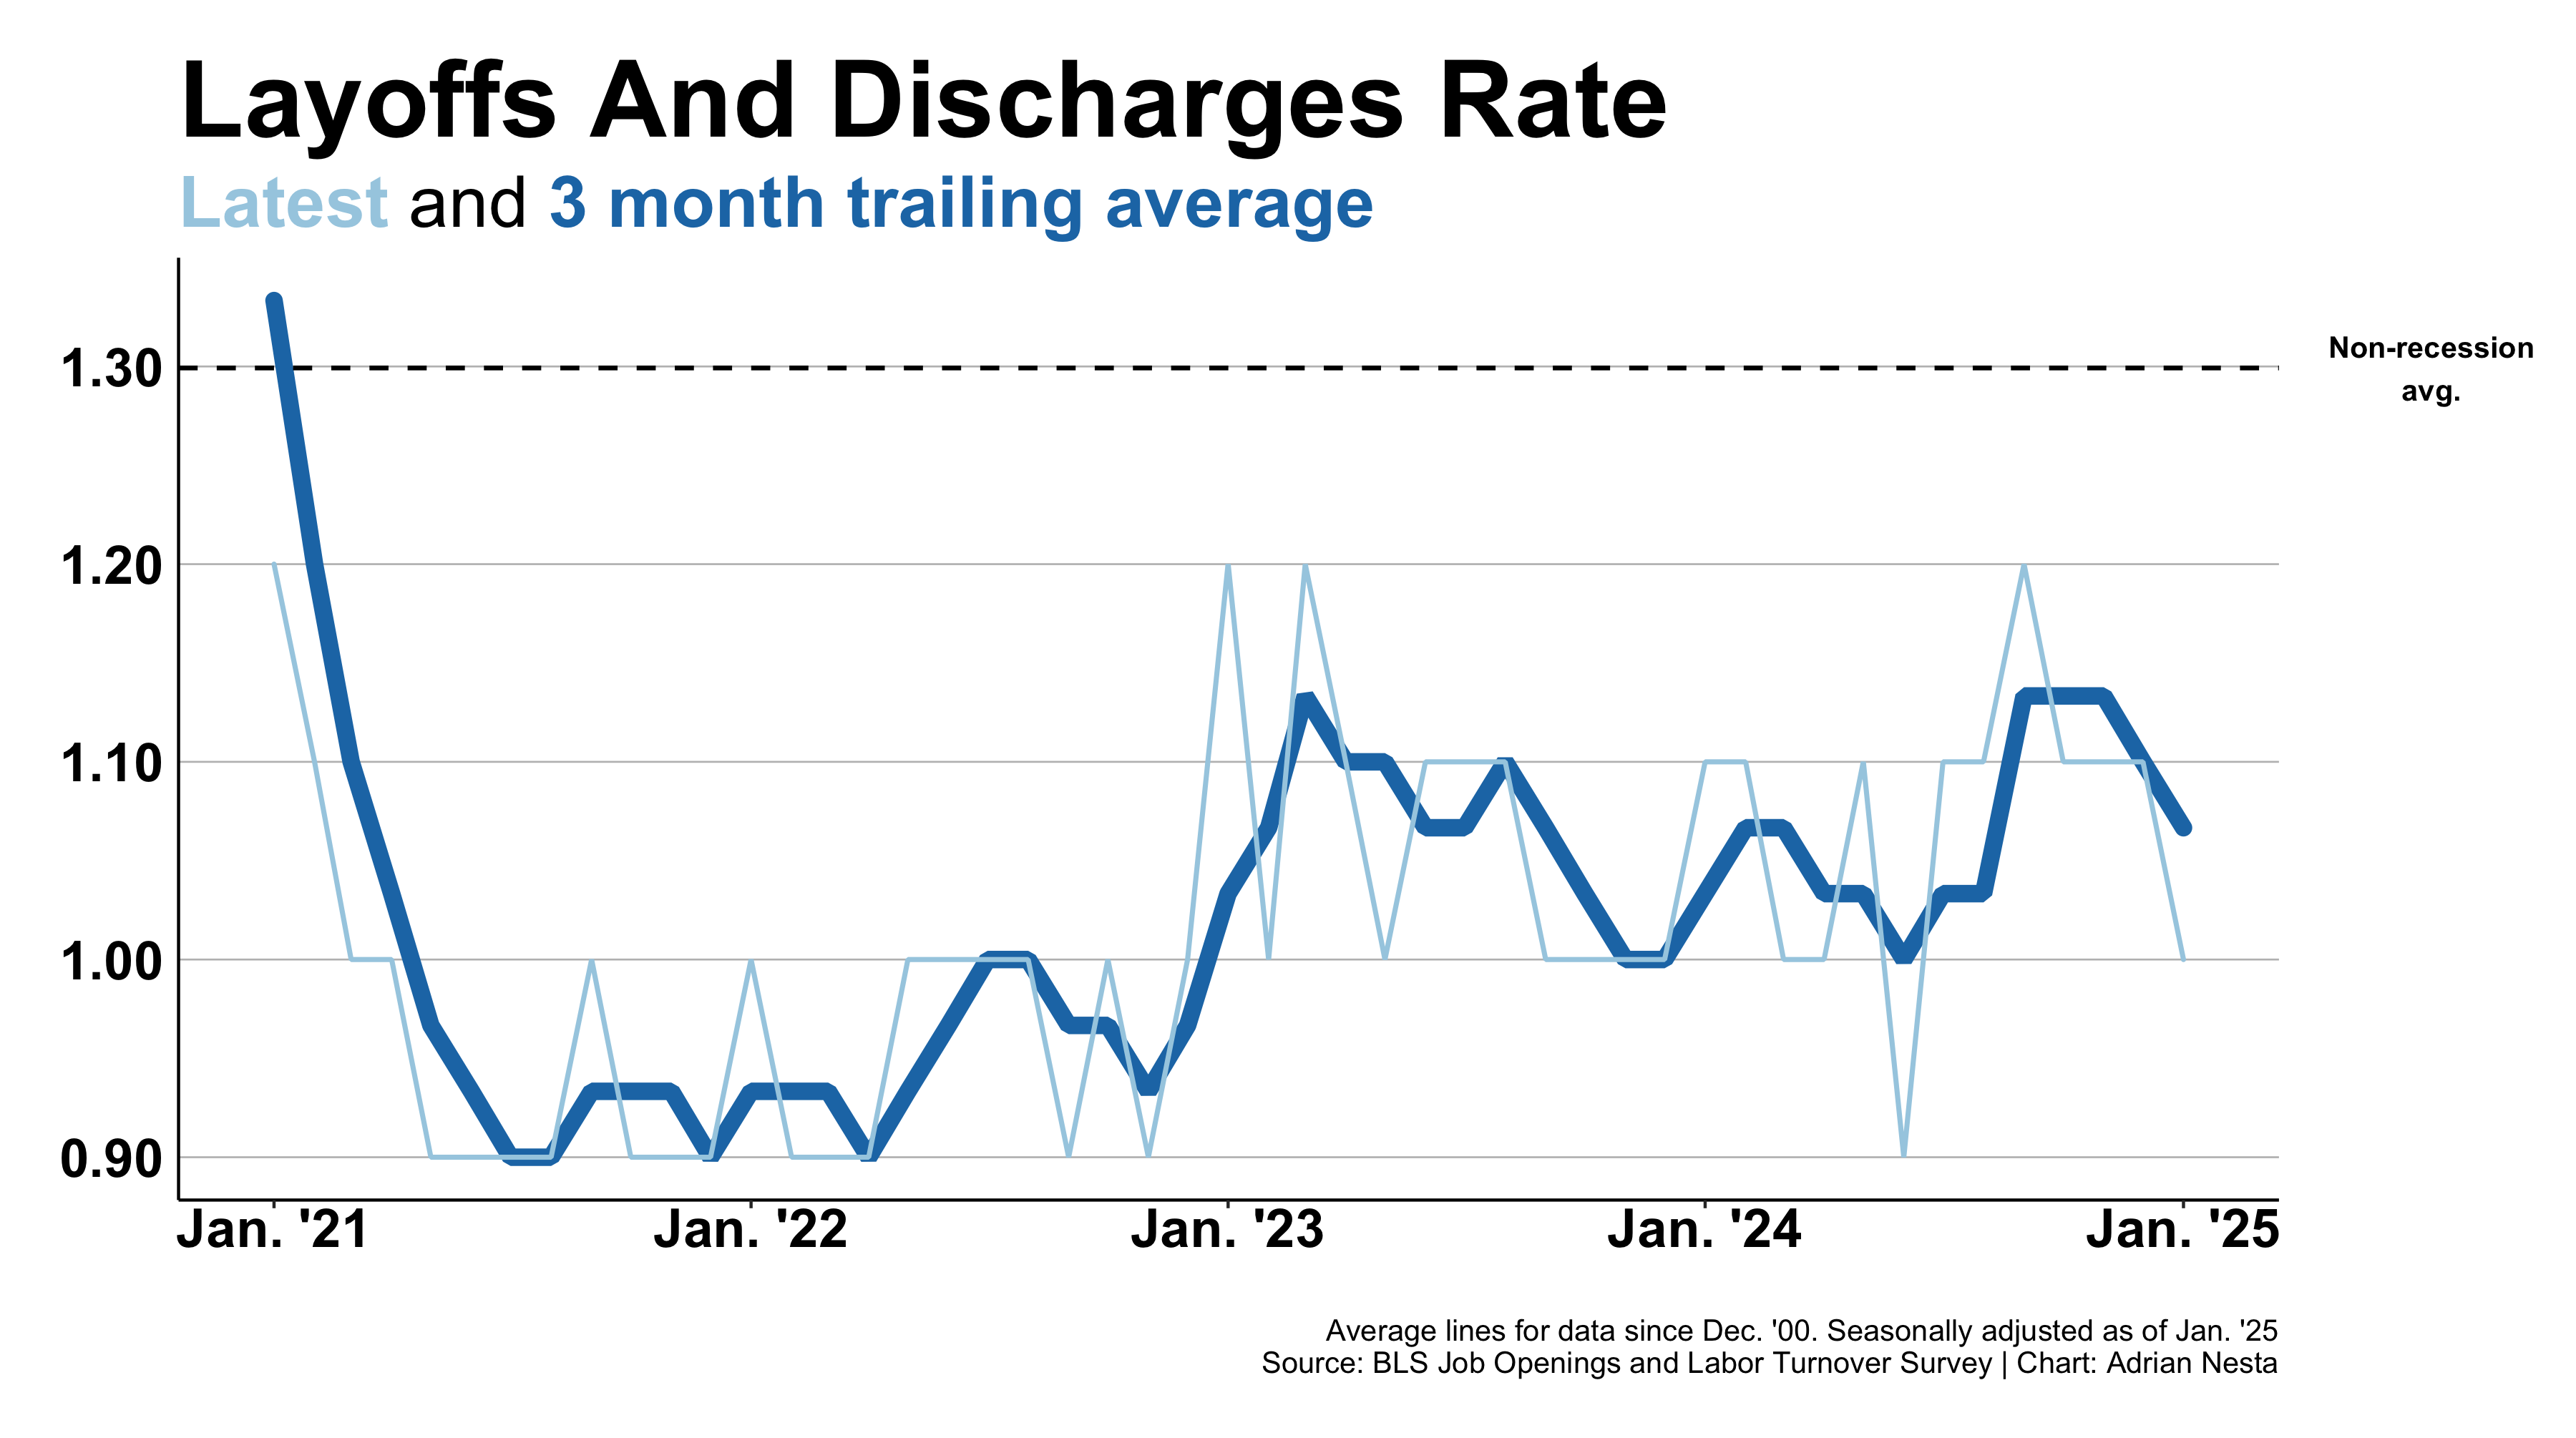 Layoffs And Discharges Rate
Latest and 3 month trailing average
1.30
1.20
1.10
1.00
0.90
Non-recession
avg.
Jan. '21
Jan. '22
Jan. '23
Jan. '24
Jan. '25
Average lines for data since Dec. '00. Seasonally adjusted as of Jan. '25
Source: BLS Job Openings and Labor Turnover Survey | Chart: Adrian Nesta